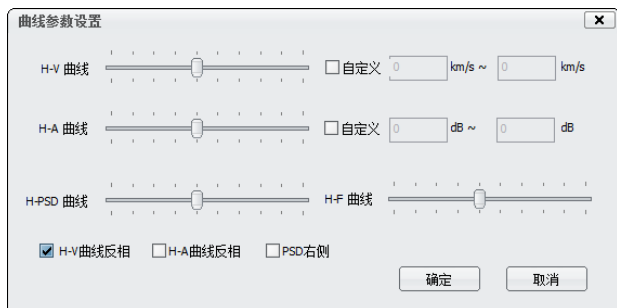 曲线参数设置
H-V 曲线 自定义 0 km/s ~ 0 km/s
H-A 曲线 自定义 0 dB ~ 0 dB
H-PSD 曲线 H-F 曲线
H-V曲线反相 H-A曲线反相 PSD右侧
确定 取消